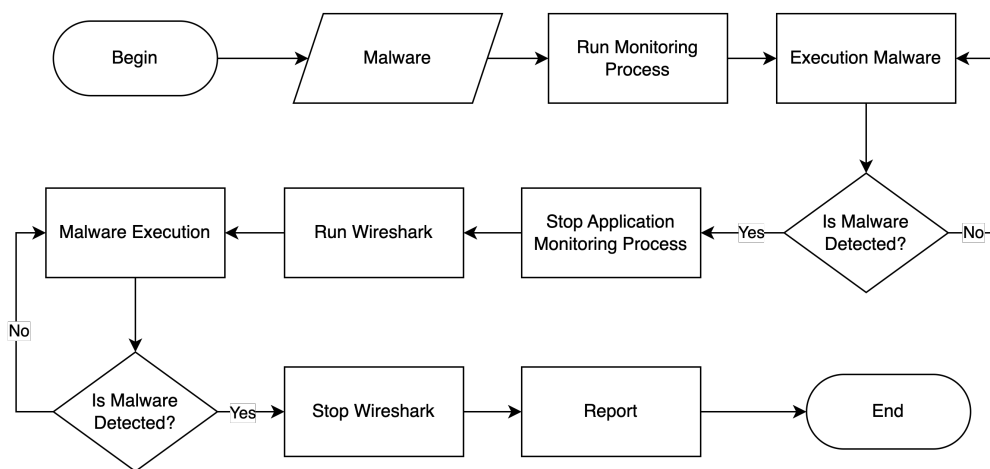 Begin
Malware
Run Monitoring
Process
Execution Malware
Is Malware
Detected?
No
Yes
Stop Application
Monitoring Process
Run Wireshark
Malware Execution
No
Is Malware
Detected?
Yes
Stop Wireshark
Report
End